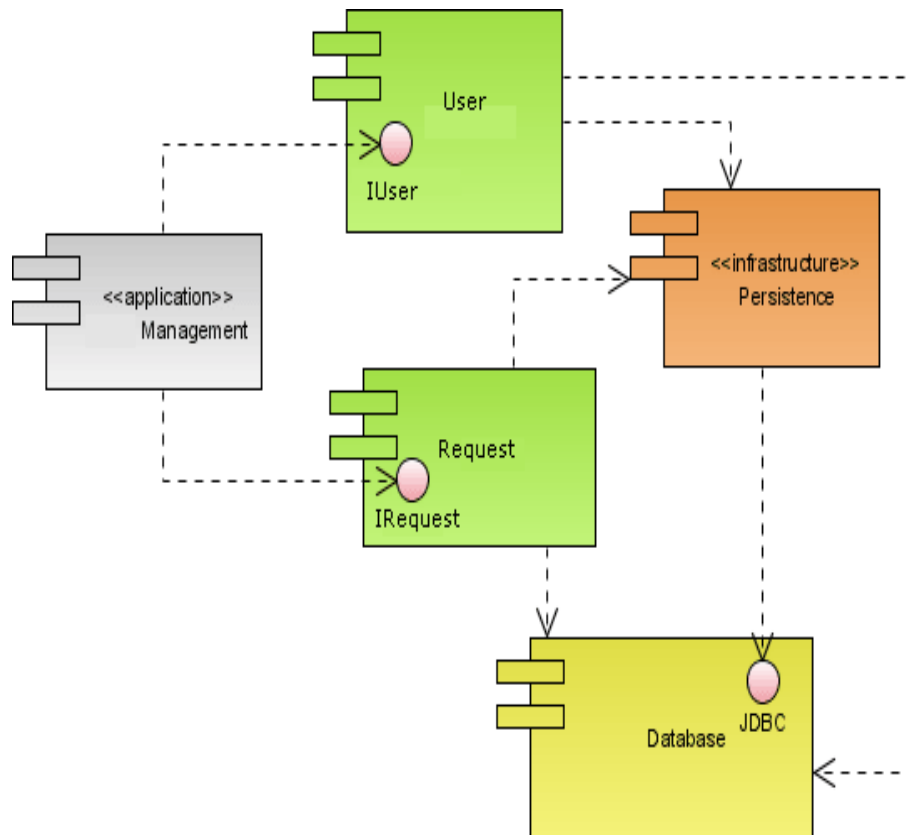 User
IUser
<<infrastructure>>
Persistence
<<application>>
Management
Request
IRequest
JDBC
Database